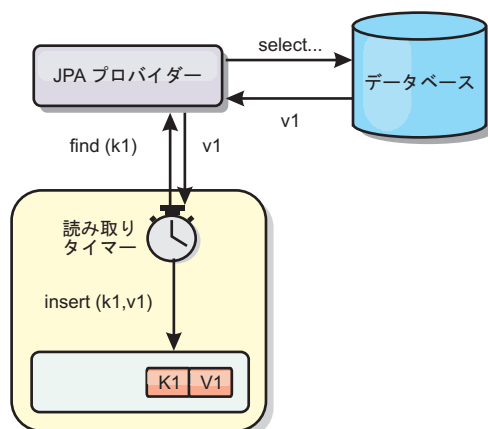 select...
JPA プロバイダー
データベース
v1
find (k1)
v1
読み取り
タイマー
insert (k1,v1)
K1 V1